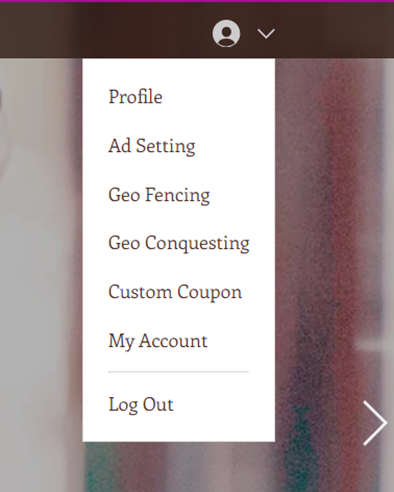 Profile
Ad Setting
Geo Fencing
Geo Conquesting
Custom Coupon
My Account
Log Out